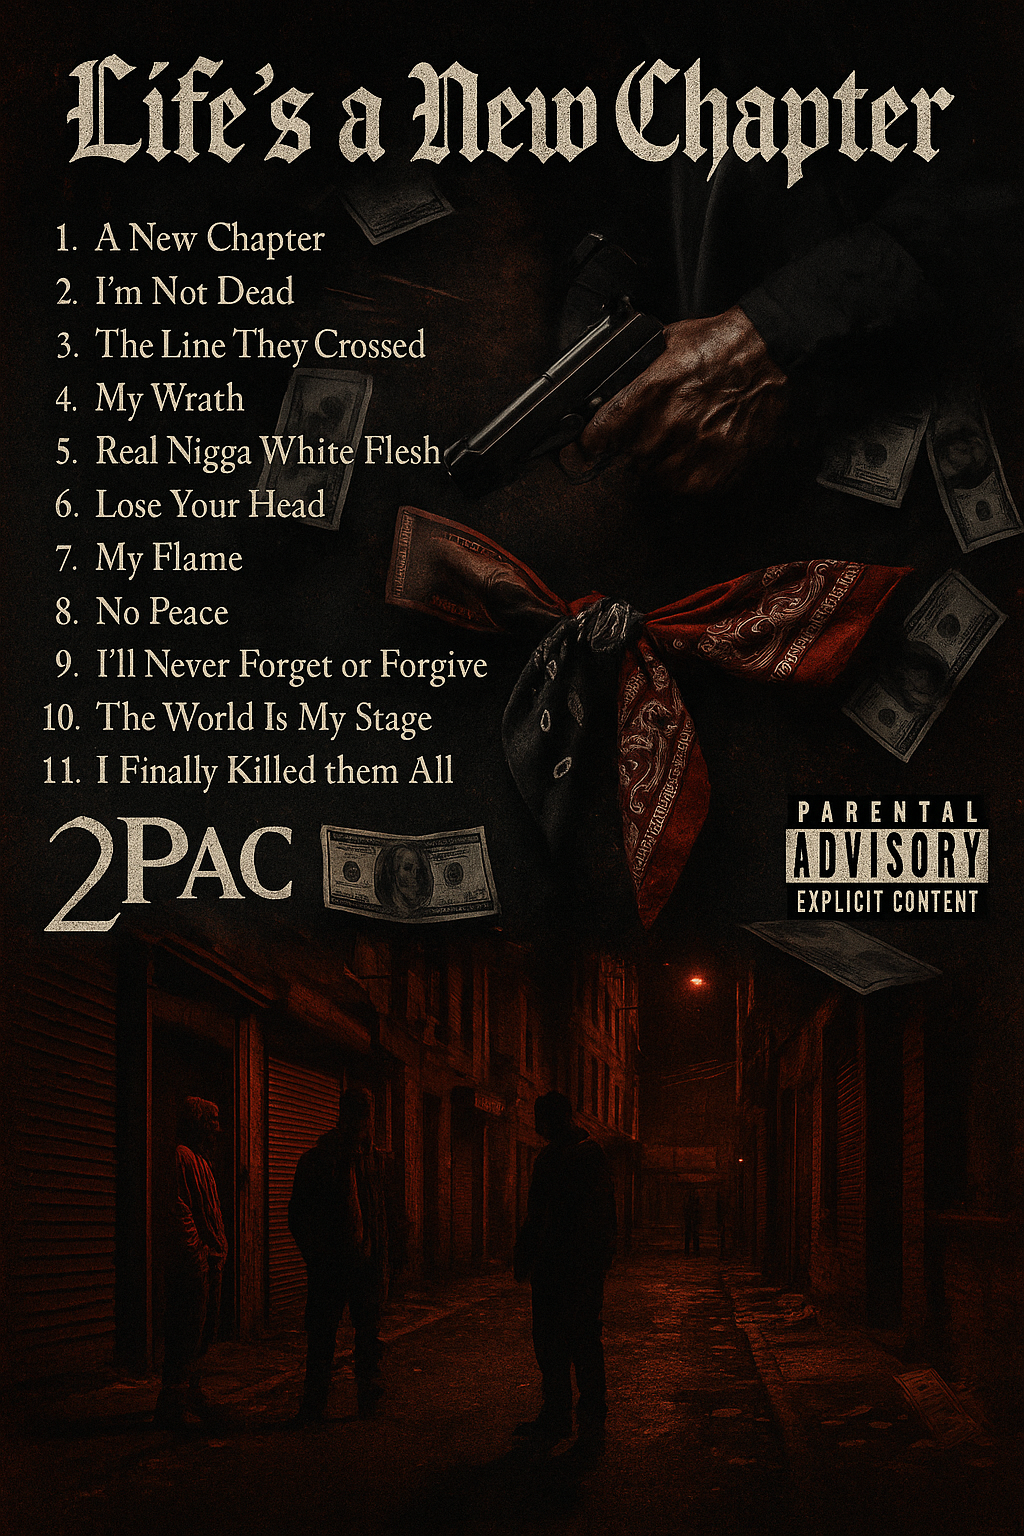 Life's a New Chapter
1. A New Chapter
2. I'm Not Dead
3. The Line They Crossed
4. My Wrath
5. Real Nigga White Flesh
6. Lose Your Head
7. My Flame
8. No Peace
9. I'll Never Forget or Forgive
10. The World Is My Stage
11. I Finally Killed them All
2PAC
PARENTAL
ADVISORY
EXPLICIT CONTENT